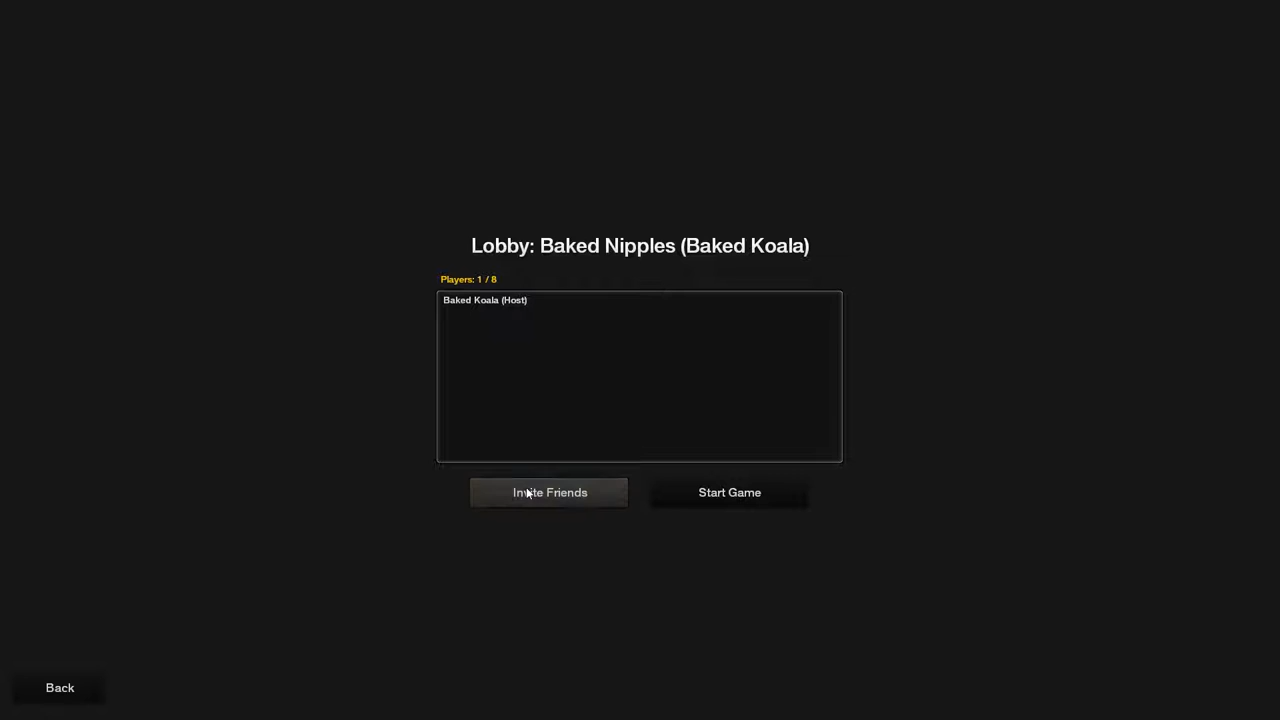 Lobby: Baked Nipples (Baked Koala)
Players: 1 / 8
Baked Koala (Host)
Invite Friends
Start Game
Back